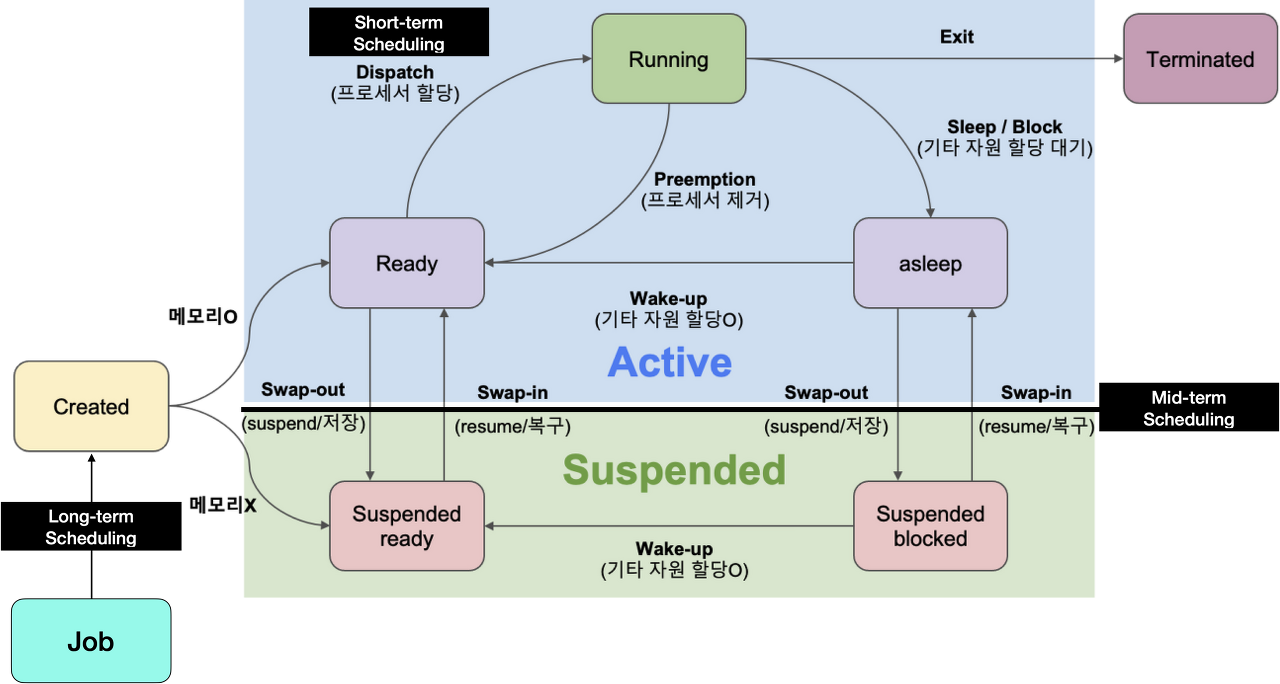 Short-term
Scheduling
Running
Exit
Terminated
Dispatch
(프로세서 할당)
Sleep / Block
(기타 자원 할당 대기)
Preemption
(프로세서 제거)
Ready
asleep
Wake-up
(기타 자원 할당O)
메모리O
Active
Created
Swap-out
(suspend/저장)
Swap-in
(resume/복구)
Swap-out
(suspend/저장)
Swap-in
(resume/복구)
Mid-term
Scheduling
Suspended
메모리X
Suspended
ready
Suspended
blocked
Wake-up
(기타 자원 할당O)
Long-term
Scheduling
Job